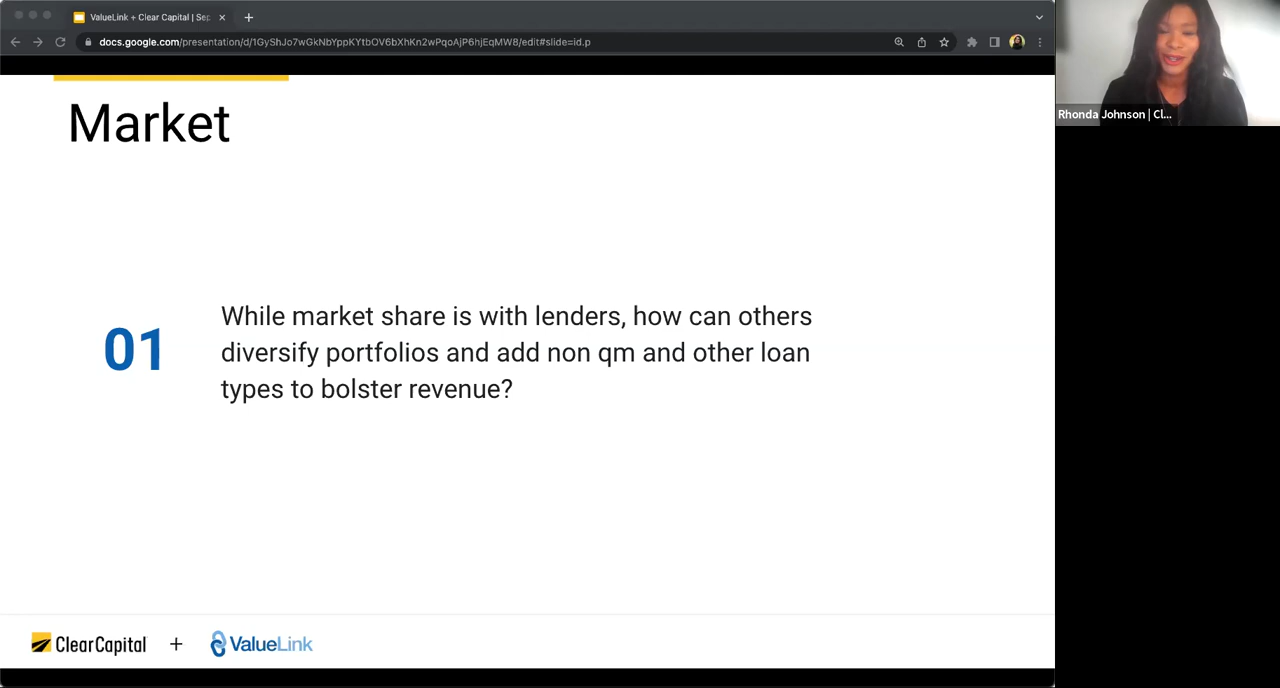 ValueLink + Clear Capital | Sep
docs.google.com/presentation/d/1GyShJo7wGkNbYppKYtbOV6bXhKn2wPqoAjP6hjEqMW8/edit#slide=id.p
Rhonda Johnson | Cl...
Market
01
While market share is with lenders, how can others
diversify portfolios and add non qm and other loan
types to bolster revenue?
ClearCapital + ValueLink